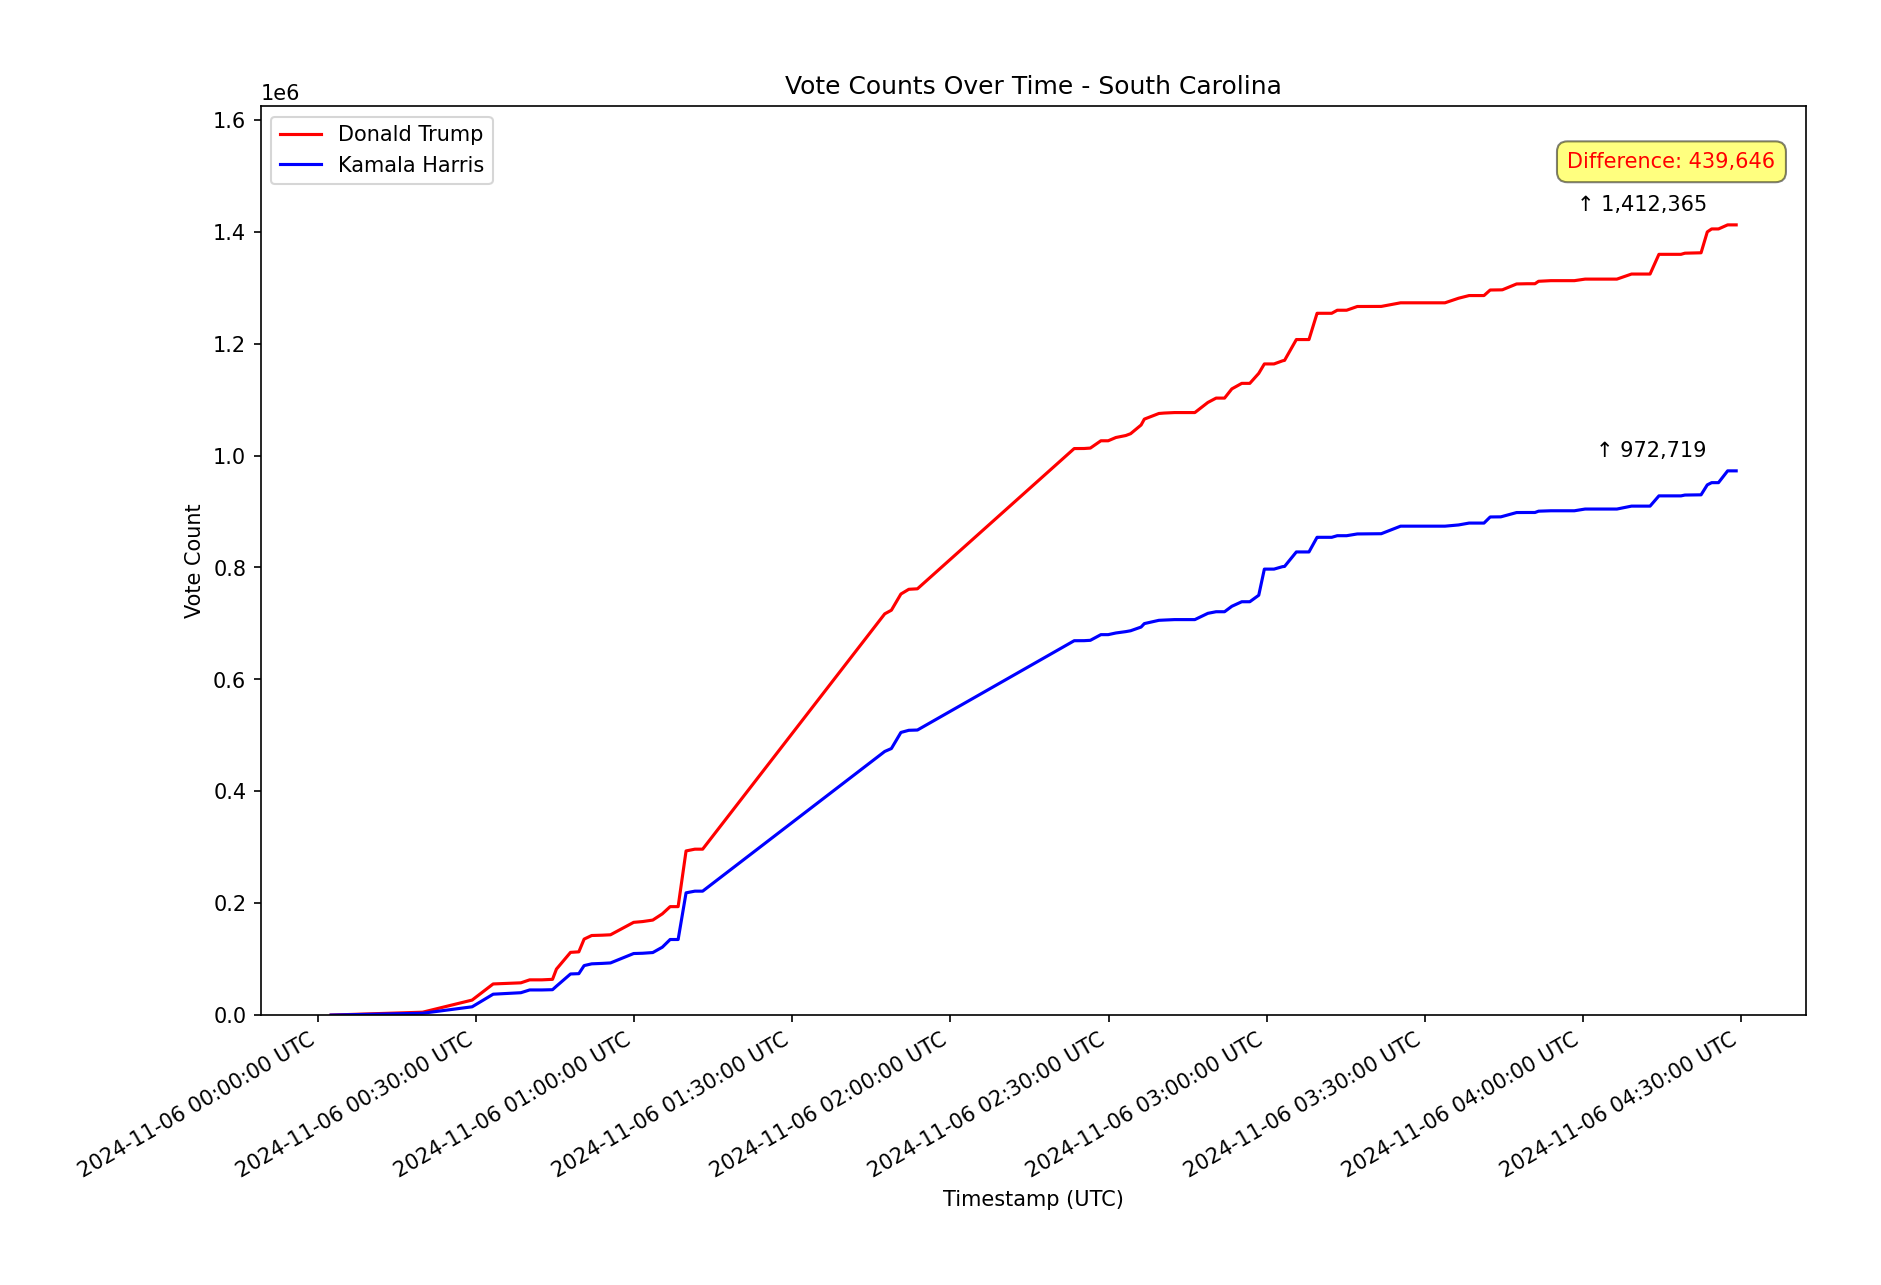 Vote Counts Over Time - South Carolina
1e6
Donald Trump
Kamala Harris
Difference: 439,646
↑ 1,412,365
↑ 972,719
Vote Count
1.6
1.4
1.2
1.0
0.8
0.6
0.4
0.2
0.0
2024-11-06 00:00:00 UTC
2024-11-06 00:30:00 UTC
2024-11-06 01:00:00 UTC
2024-11-06 01:30:00 UTC
2024-11-06 02:00:00 UTC
2024-11-06 02:30:00 UTC
2024-11-06 03:00:00 UTC
2024-11-06 03:30:00 UTC
2024-11-06 04:00:00 UTC
2024-11-06 04:30:00 UTC
Timestamp (UTC)